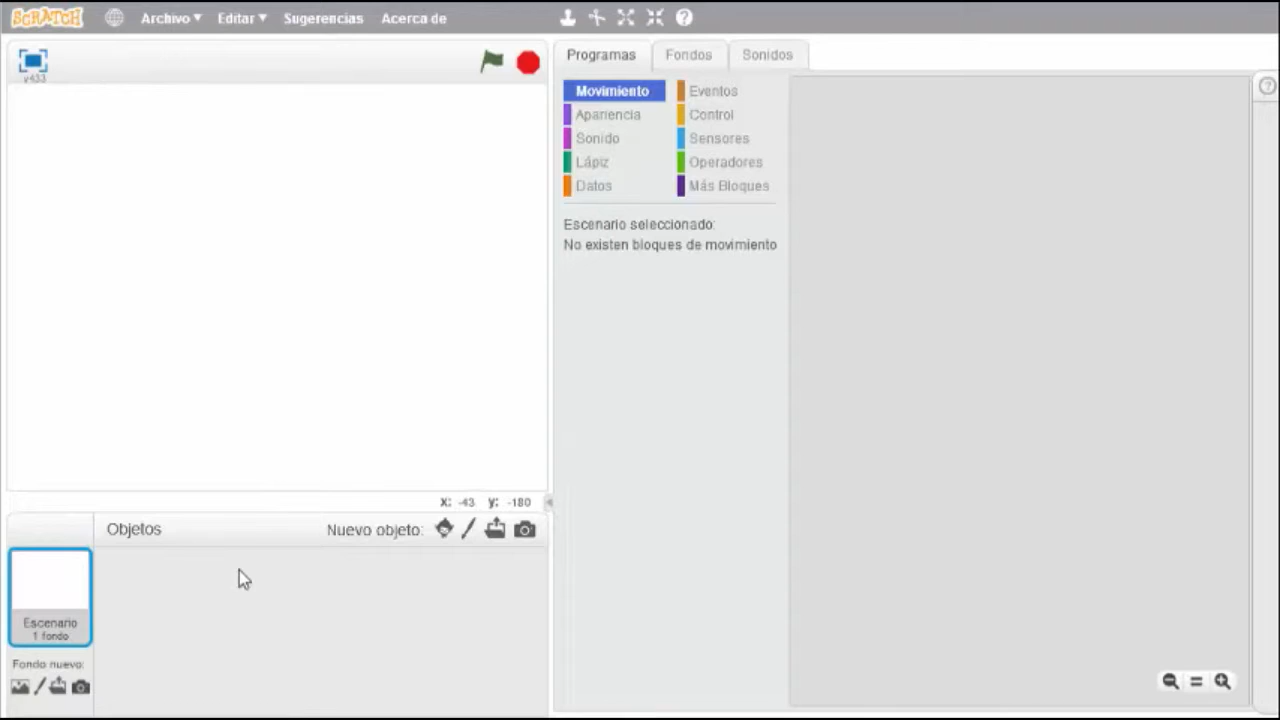 SCRATCH Archivo Editar Sugerencias Acerca de
v433
Programas Fondos Sonidos
Movimiento Eventos
Apariencia Control
Sonido Sensores
Lápiz Operadores
Datos Más Bloques
Escenario seleccionado:
No existen bloques de movimiento
X: -43 y: -180
Objetos Nuevo objeto:
Escenario
1 fondo
Fondo nuevo: